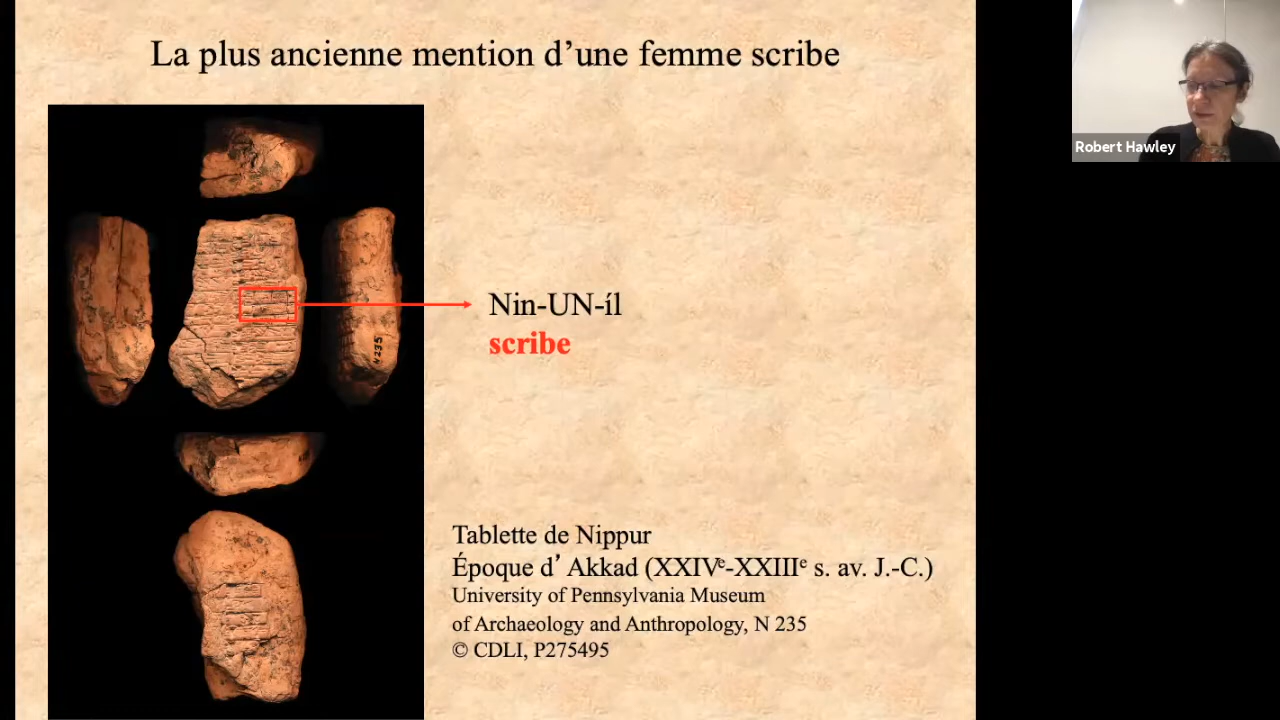 La plus ancienne mention d’une femme scribe
Robert Hawley
Nin-UN-íl
scribe
N 235
Tablette de Nippur
Époque d’ Akkad (XXIVe-XXIIIe s. av. J.-C.)
University of Pennsylvania Museum
of Archaeology and Anthropology, N 235
© CDLI, P275495